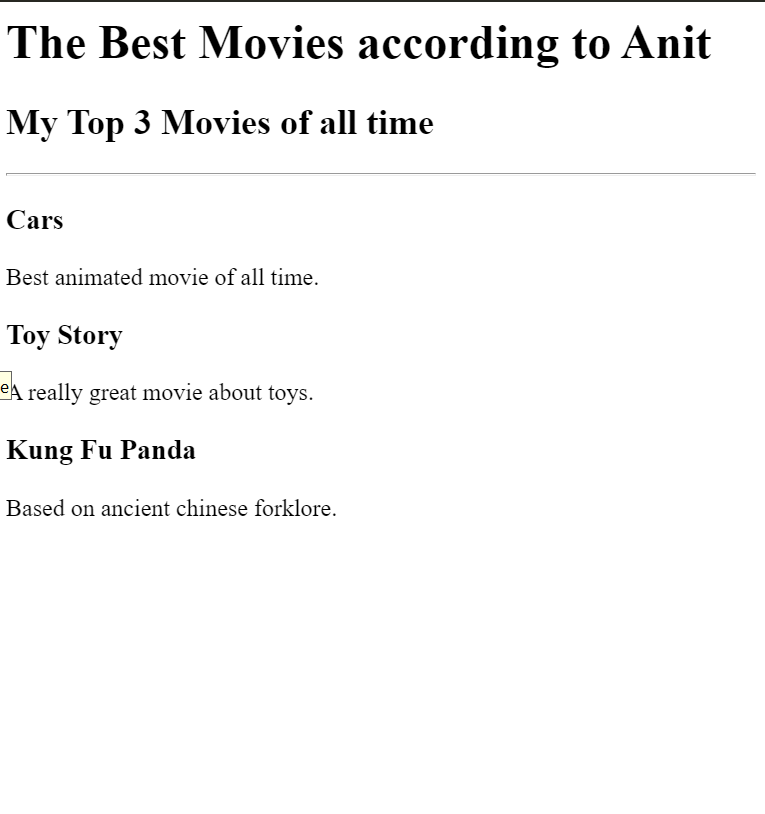 The Best Movies according to Anit
My Top 3 Movies of all time
Cars
Best animated movie of all time.
Toy Story
e
A really great movie about toys.
Kung Fu Panda
Based on ancient chinese forklore.